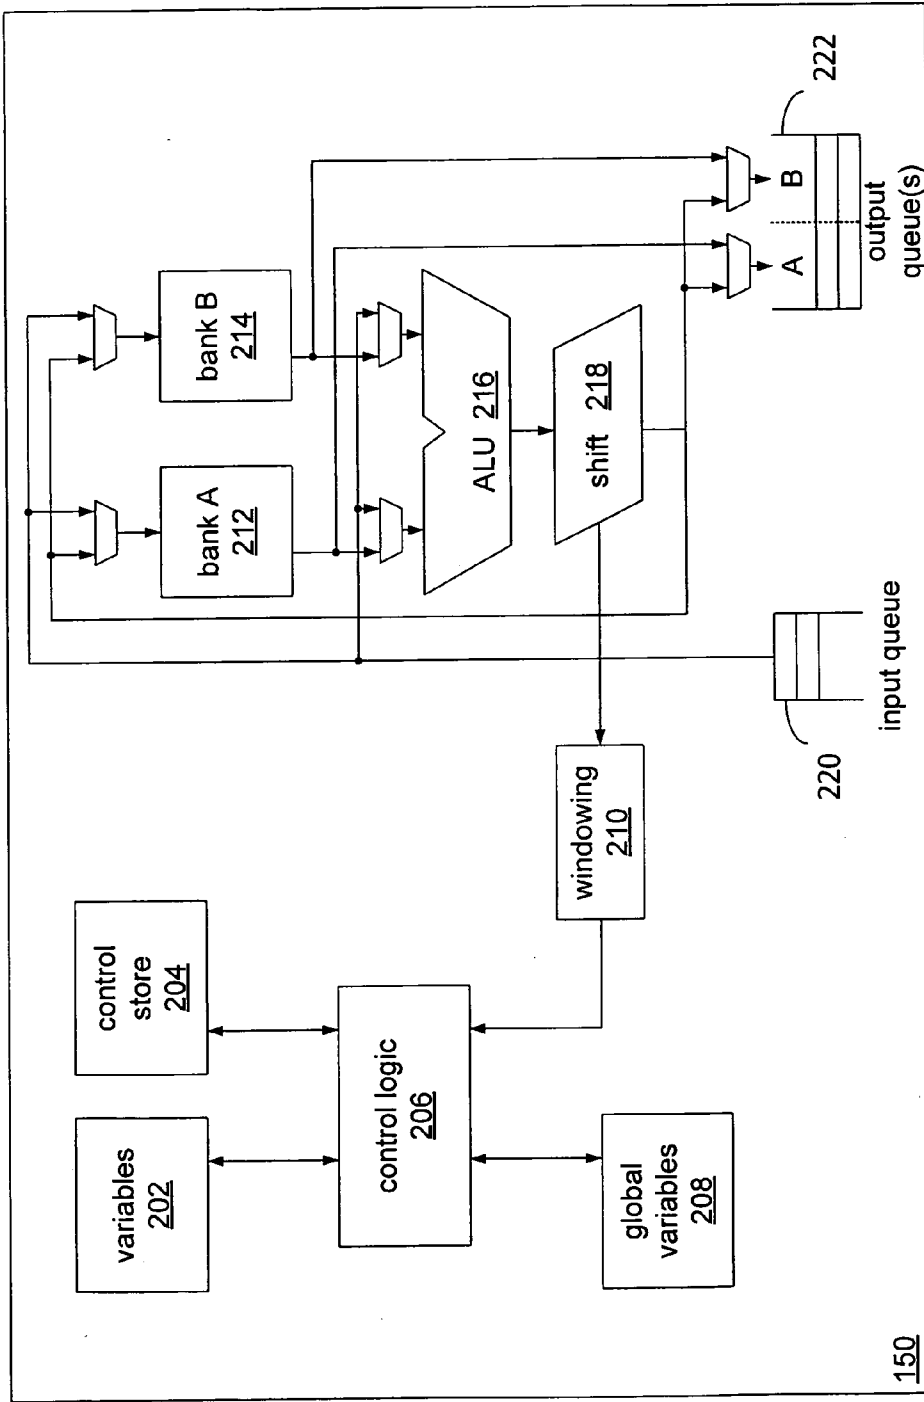 variables
202
control
store
204
control logic
206
global
variables
208
windowing
210
bank A
212
bank B
214
ALU 216
shift 218
220
input queue
A
B
222
output
queue(s)
150